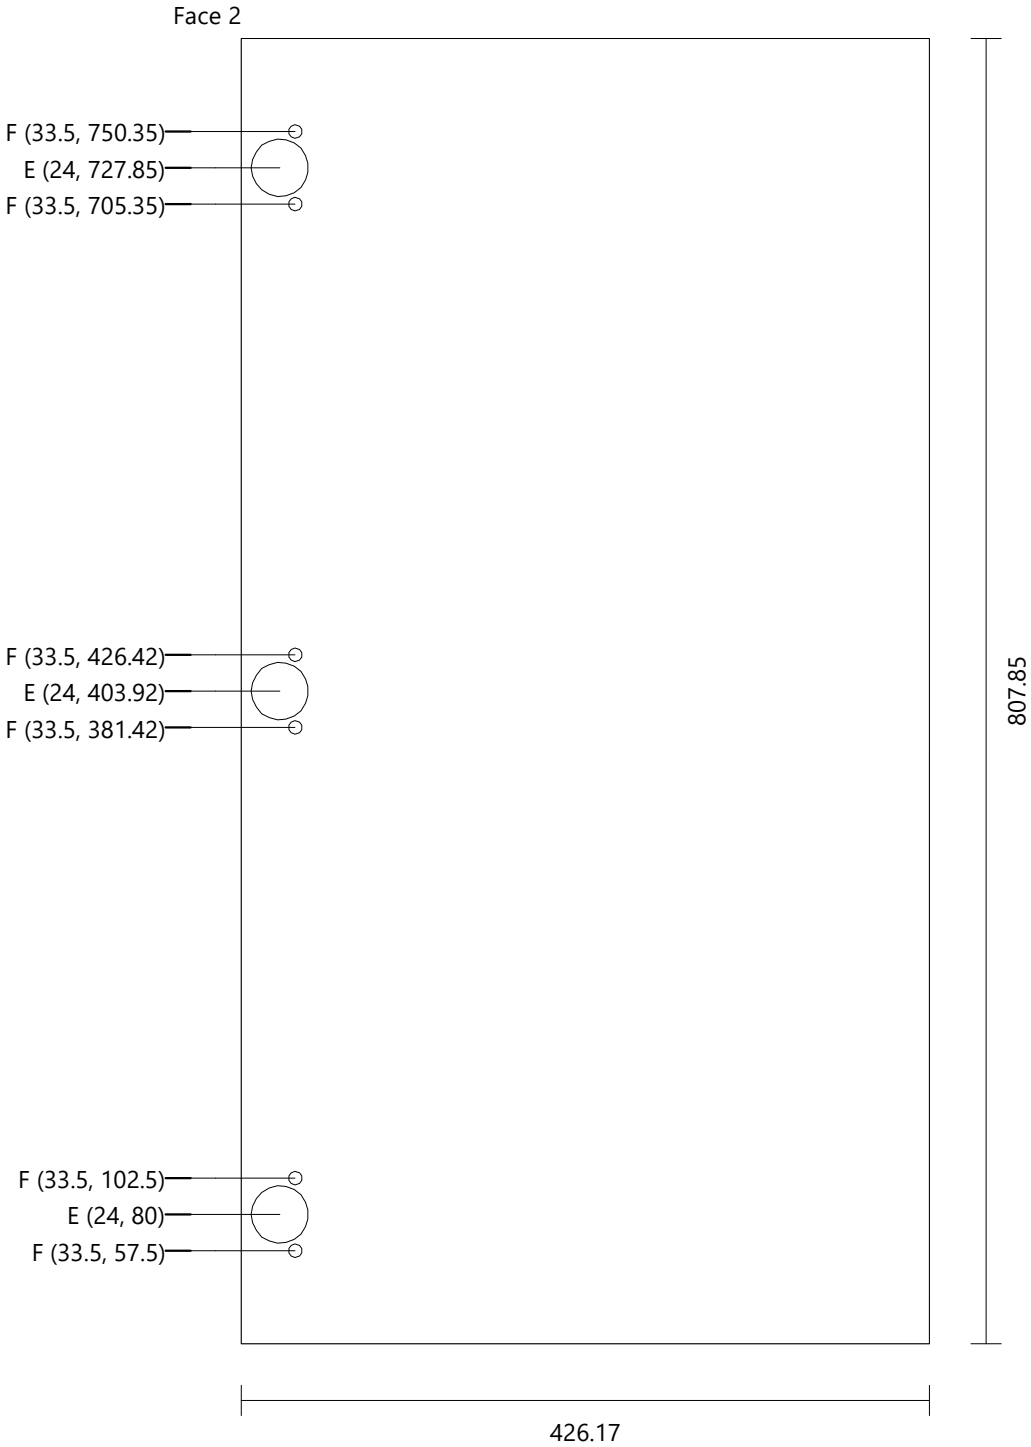 Face 2
F (33.5, 750.35)
E (24, 727.85)
F (33.5, 705.35)
F (33.5, 426.42)
E (24, 403.92)
F (33.5, 381.42)
807.85
F (33.5, 102.5)
E (24, 80)
F (33.5, 57.5)
426.17